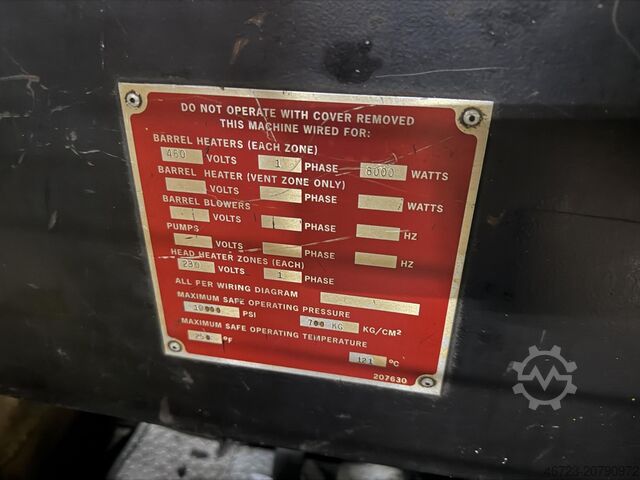 DO NOT OPERATE WITH COVER REMOVED
THIS MACHINE WIRED FOR:
BARREL HEATERS (EACH ZONE)
460 VOLTS 1 PHASE 6000 WATTS
BARREL HEATER (VENT ZONE ONLY)
VOLTS PHASE WATTS
BARREL BLOWERS
VOLTS PHASE HZ
PUMPS
VOLTS PHASE HZ
HEAD HEATER ZONES (EACH)
230 VOLTS 1 PHASE
ALL PER WIRING DIAGRAM
MAXIMUM SAFE OPERATING PRESSURE
10000 PSI 700 KG KG/CM²
MAXIMUM SAFE OPERATING TEMPERATURE
250 °F 121 °C
207630
46723-20790972